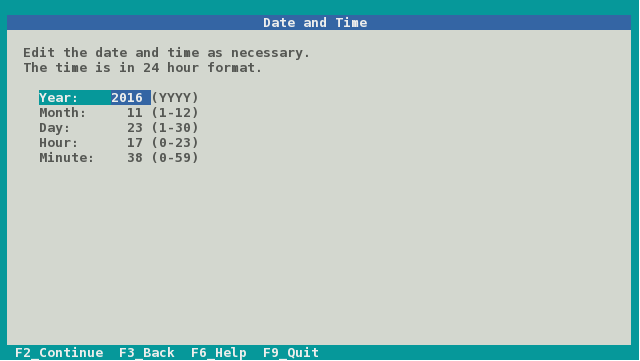 Date and Time
Edit the date and time as necessary.
The time is in 24 hour format.
Year: 2016 (YYYY)
Month: 11 (1-12)
Day: 23 (1-30)
Hour: 17 (0-23)
Minute: 38 (0-59)
F2_Continue F3_Back F6_Help F9_Quit